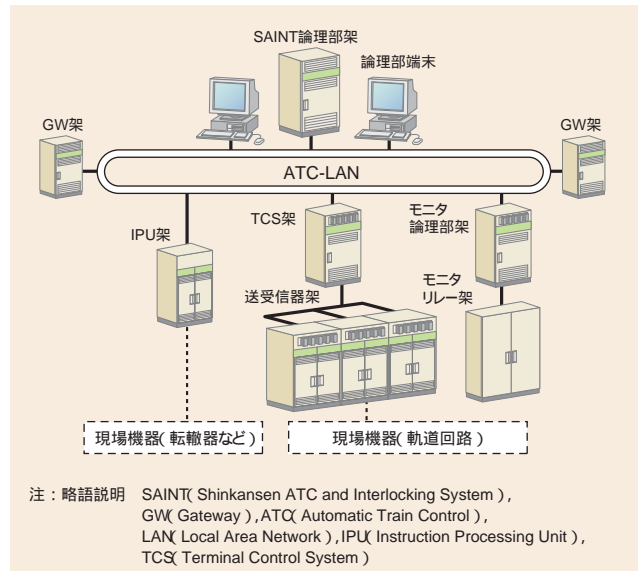 SAINT論理部架
論理部端末
GW架
GW架
ATC-LAN
IPU架
TCS架
モニタ
論理部架
送受信器架
モニタ
リレー架
現場機器(転轍器など)
現場機器(軌道回路)
注:略語説明 SAINT(Shinkansen ATC and Interlocking System),
GW(Gateway),ATC(Automatic Train Control),
LAN(Local Area Network),IPU(Instruction Processing Unit),
TCS(Terminal Control System)